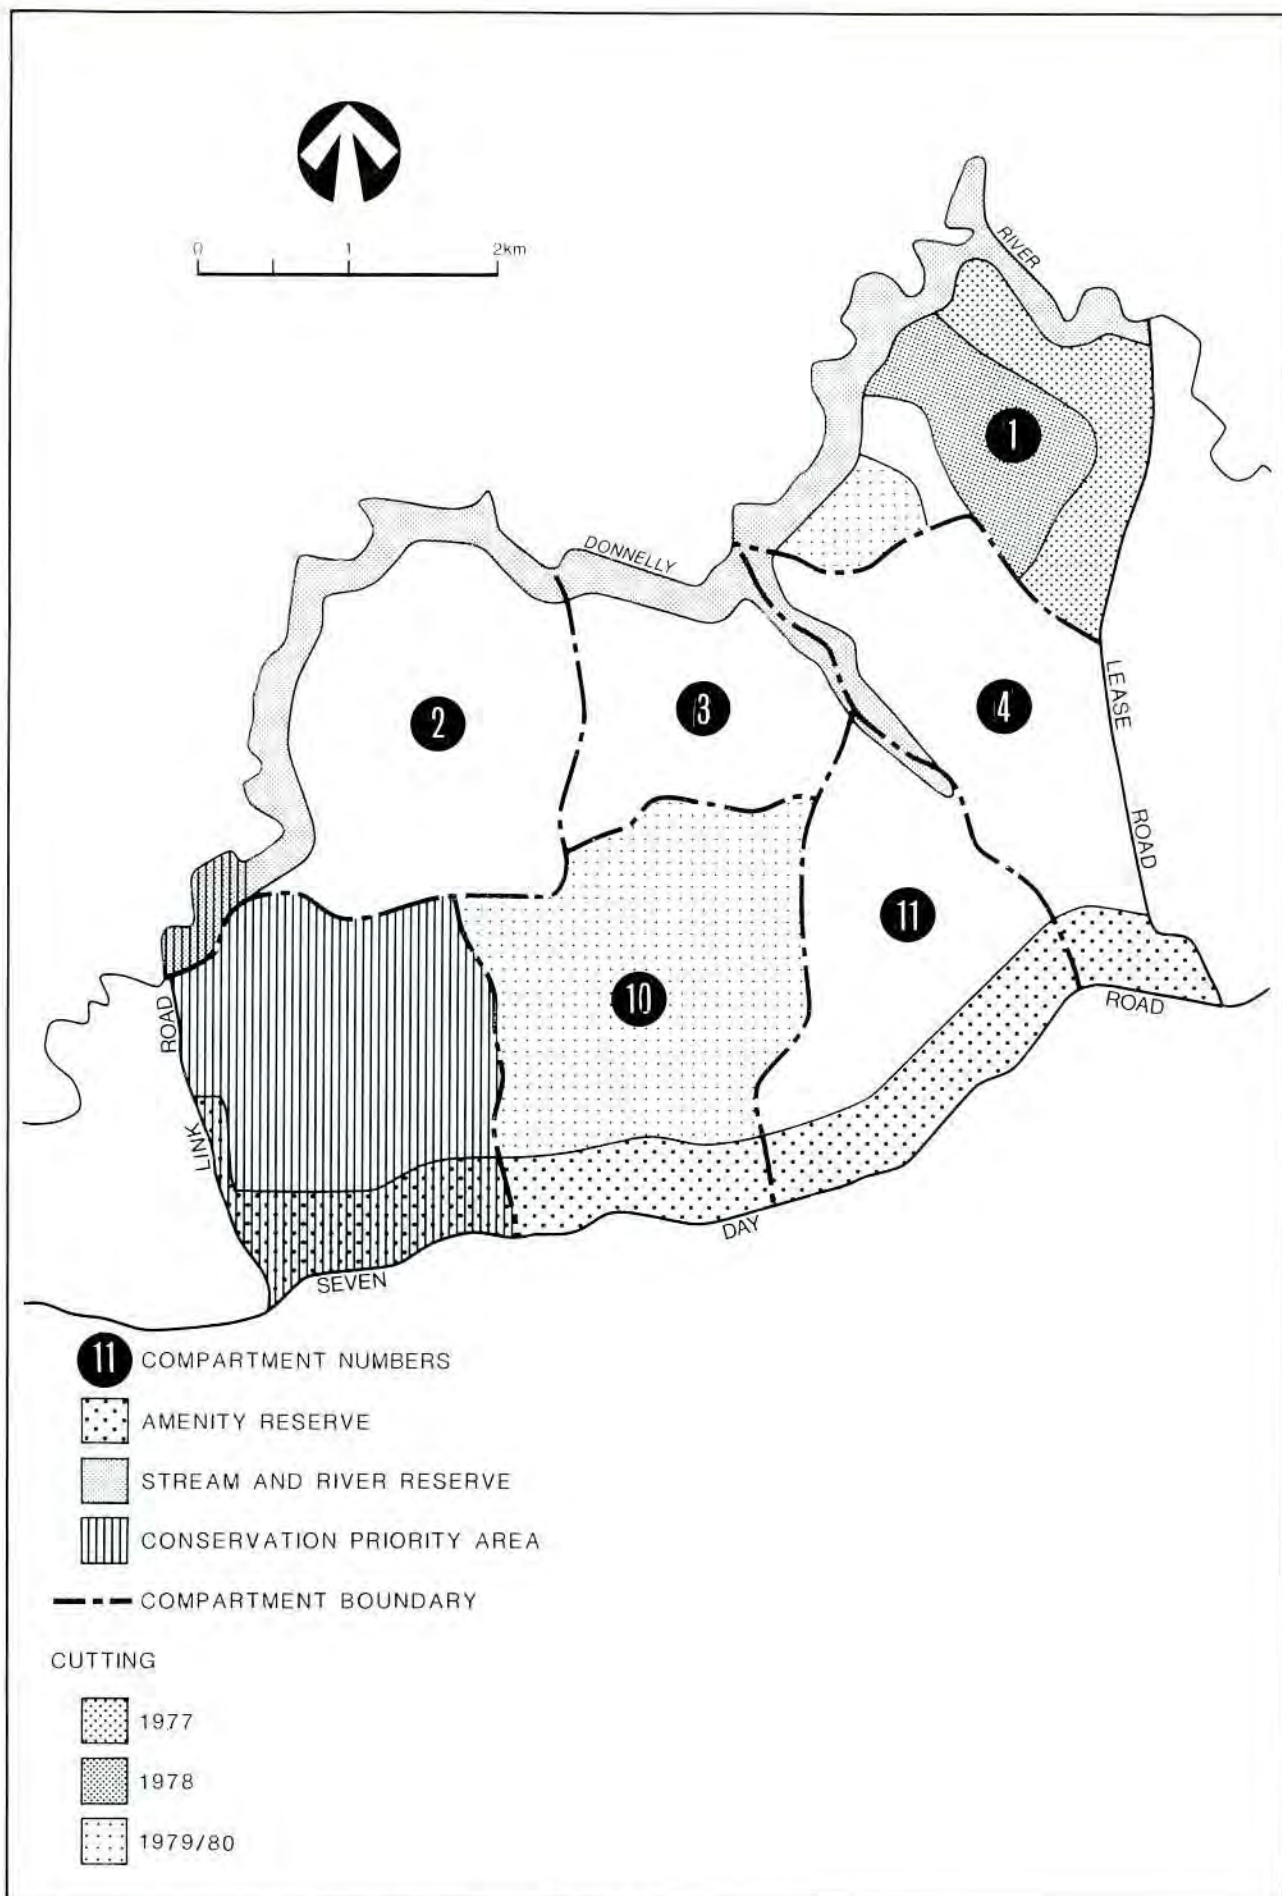 0 1 2km
RIVER
1
DONNELLY
2
3
4
LEASE
ROAD
11
10
ROAD
ROAD
LINK
DAY
SEVEN
11 COMPARTMENT NUMBERS
AMENITY RESERVE
STREAM AND RIVER RESERVE
CONSERVATION PRIORITY AREA
COMPARTMENT BOUNDARY
CUTTING
1977
1978
1979/80